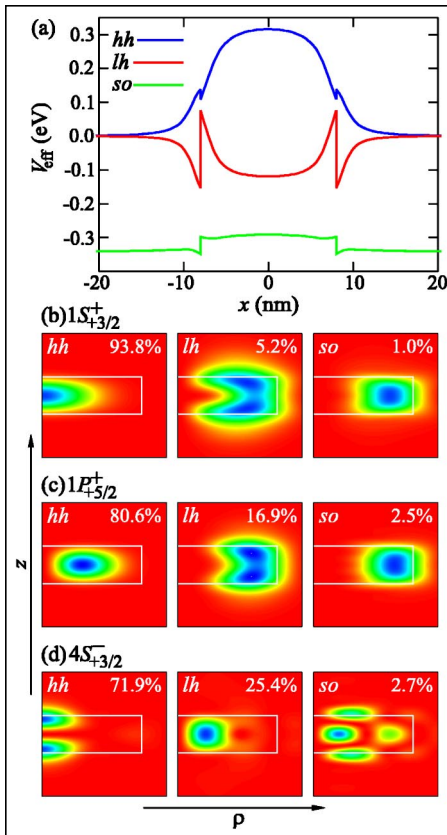 (a)
hh
lh
so
0.3
0.2
0.1
0.0
-0.1
-0.2
-0.3
V_eff (eV)
-20 -10 0 10 20
x (nm)
(b) 1S^+_{+3/2}
hh 93.8% lh 5.2% so 1.0%
(c) 1P^+_{+5/2}
hh 80.6% lh 16.9% so 2.5%
(d) 4S^-_{+3/2}
hh 71.9% lh 25.4% so 2.7%
z
ρ